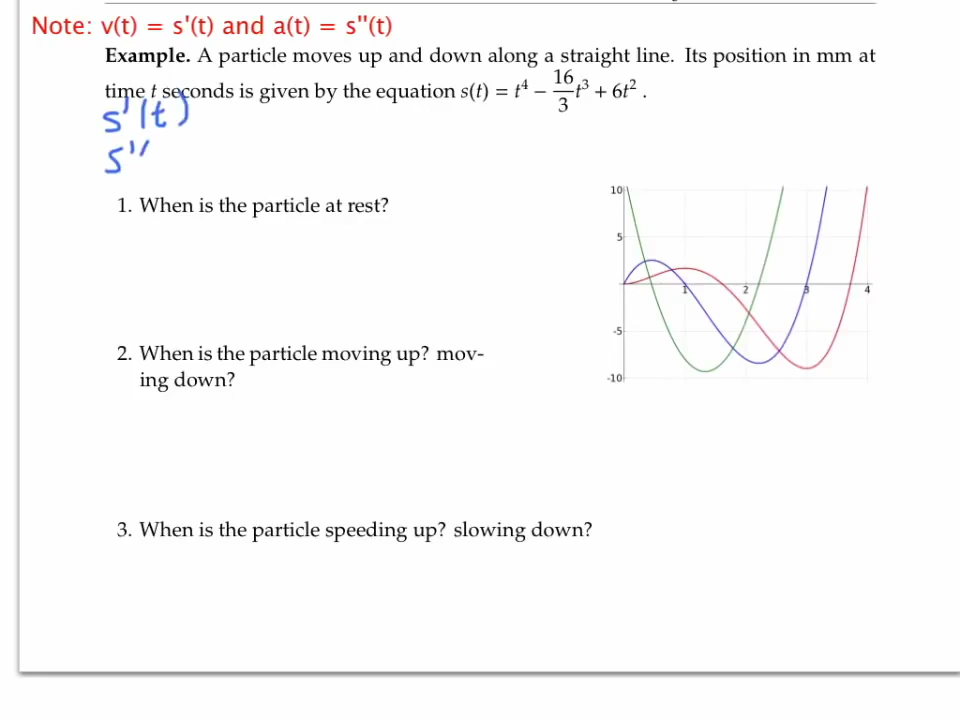 Note: v(t) = s'(t) and a(t) = s''(t)
Example. A particle moves up and down along a straight line. Its position in mm at
time t seconds is given by the equation s(t) = t⁴ − 16/3 t³ + 6t² .
s'(t)
s''
1. When is the particle at rest?
10
5
1 2 3 4
-5
-10
2. When is the particle moving up? mov-
ing down?
3. When is the particle speeding up? slowing down?